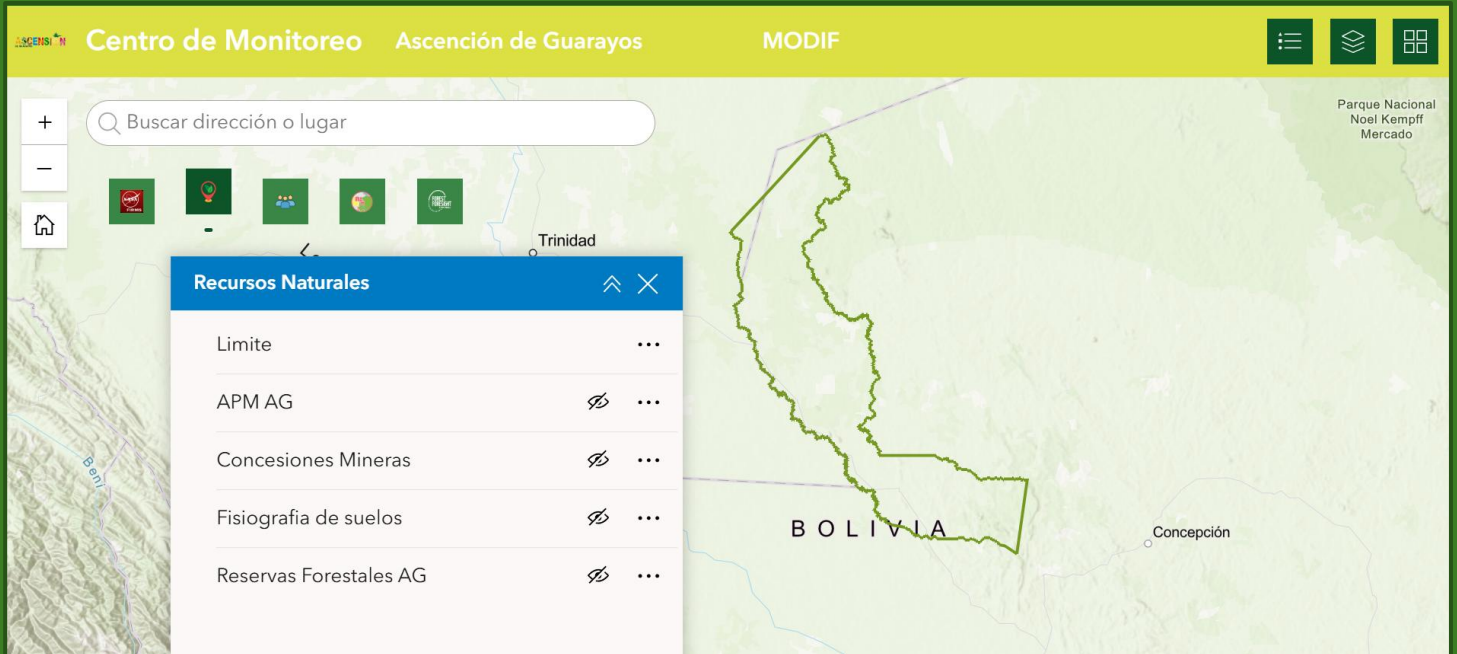 ASCENSIÓN
Centro de Monitoreo
Ascención de Guarayos
MODIF
Buscar dirección o lugar
Parque Nacional
Noel Kempff
Mercado
Trinidad
Recursos Naturales
Limite
APM AG
Concesiones Mineras
Fisiografia de suelos
Reservas Forestales AG
Beni
BOLIVIA
Concepción